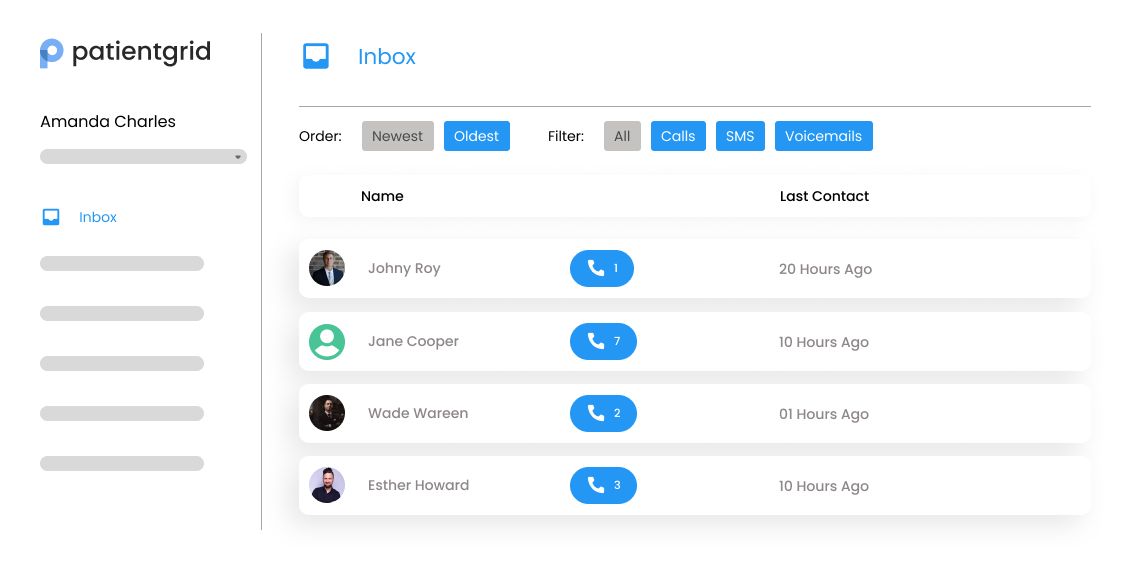 patientgrid
Amanda Charles
Inbox
Inbox
Order: Newest Oldest Filter: All Calls SMS Voicemails
Name Last Contact
Johny Roy 1 20 Hours Ago
Jane Cooper 7 10 Hours Ago
Wade Wareen 2 01 Hours Ago
Esther Howard 3 10 Hours Ago